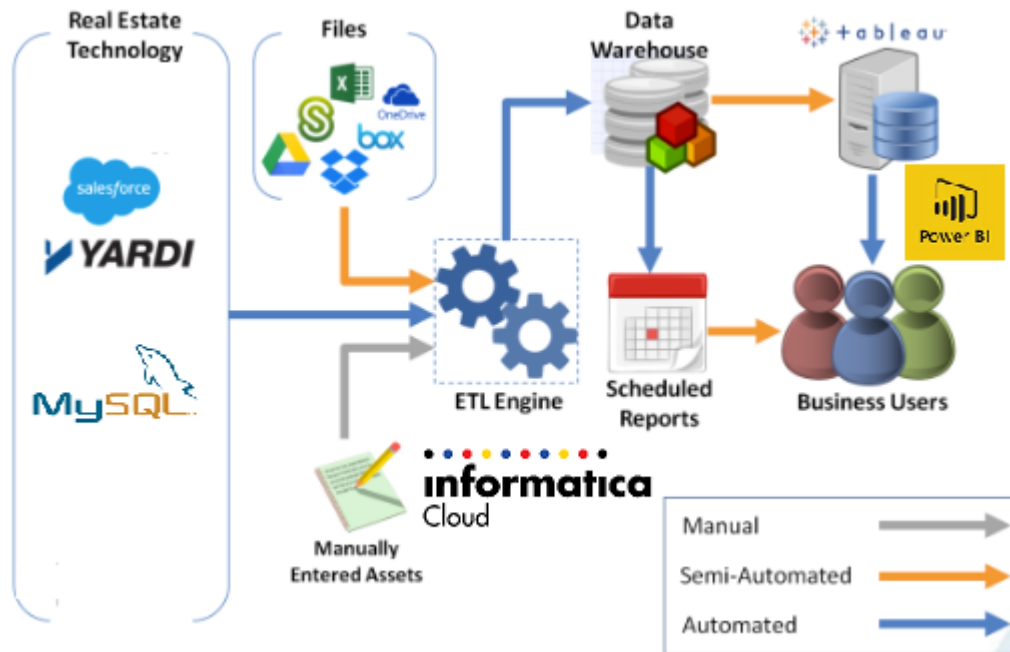 Real Estate
Technology
Files
Data
Warehouse
+ a b l e a u
OneDrive
box
salesforce
YARDI
Power BI
MySQL.
ETL Engine
Scheduled
Reports
Business Users
informatica
Cloud
Manually
Entered Assets
Manual
Semi-Automated
Automated